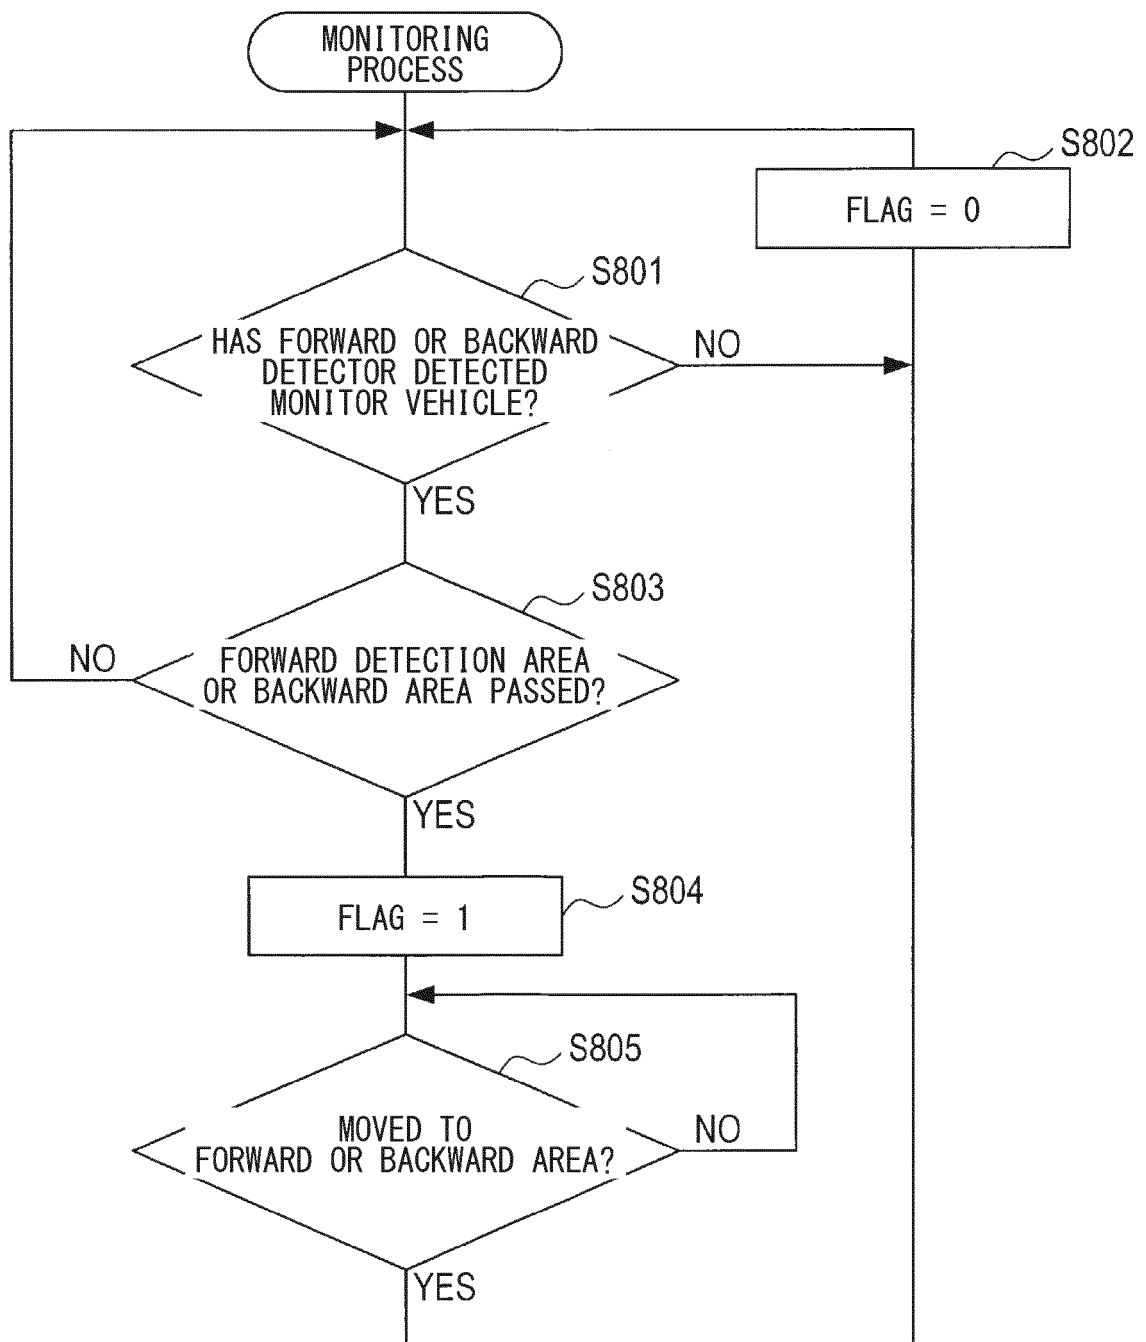 MONITORING
PROCESS
S802
FLAG = 0
S801
HAS FORWARD OR BACKWARD
DETECTOR DETECTED
MONITOR VEHICLE?
NO
YES
S803
NO
FORWARD DETECTION AREA
OR BACKWARD AREA PASSED?
YES
S804
FLAG = 1
S805
MOVED TO
FORWARD OR BACKWARD AREA?
NO
YES